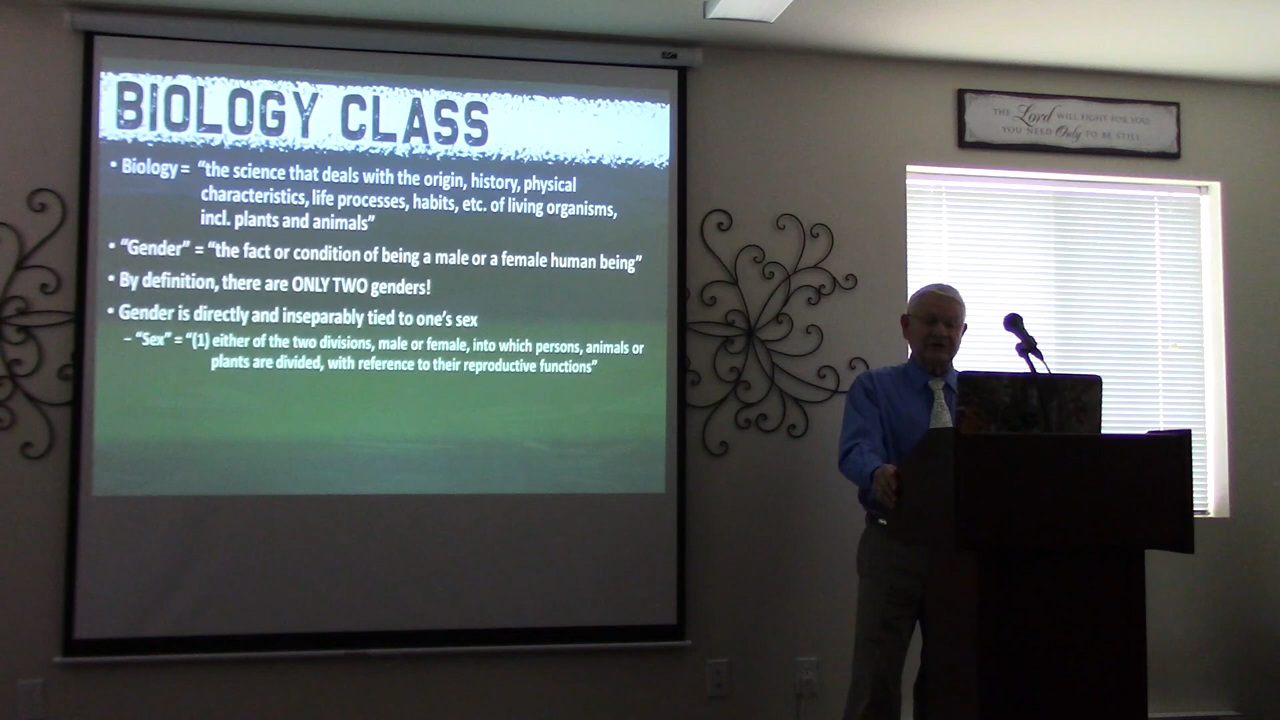 BIOLOGY CLASS
• Biology = “the science that deals with the origin, history, physical
characteristics, life processes, habits, etc. of living organisms,
incl. plants and animals”
• “Gender” = “the fact or condition of being a male or a female human being”
• By definition, there are ONLY TWO genders!
• Gender is directly and inseparably tied to one’s sex
– “Sex” = “(1) either of the two divisions, male or female, into which persons, animals or
plants are divided, with reference to their reproductive functions”
THE Lord WILL FIGHT FOR YOU
YOU NEED Only TO BE STILL